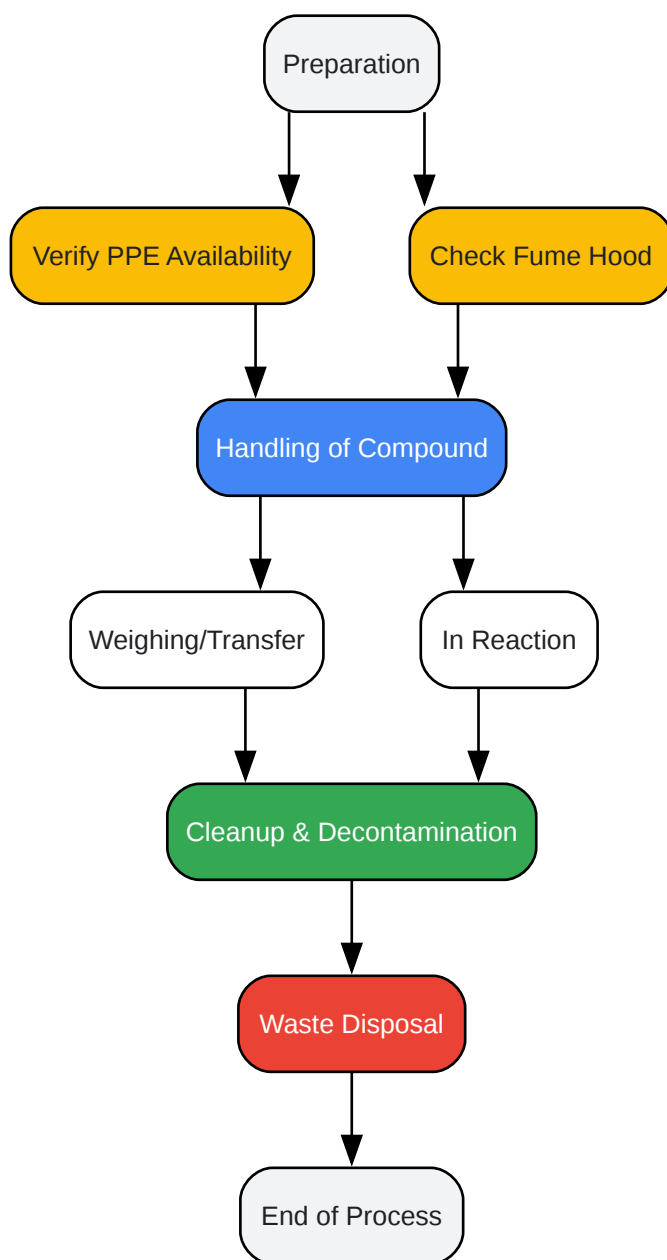 Preparation
Verify PPE Availability
Check Fume Hood
Handling of Compound
Weighing/Transfer
In Reaction
Cleanup & Decontamination
Waste Disposal
End of Process